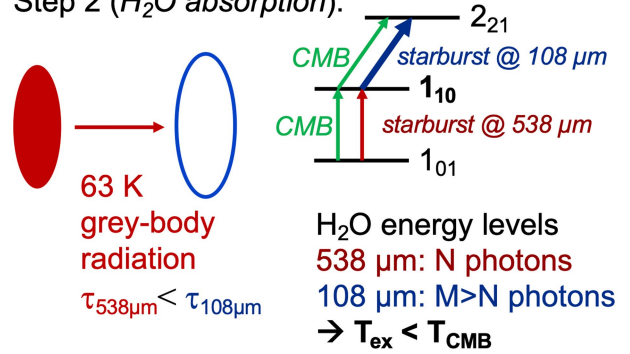 Step 2 (H₂O absorption):
2₂₁
CMB
starburst @ 108 µm
1₁₀
CMB
starburst @ 538 µm
1₀₁
63 K
grey-body
radiation
τ538µm< τ108µm
H₂O energy levels
538 µm: N photons
108 µm: M>N photons
→ Tex < TCMB